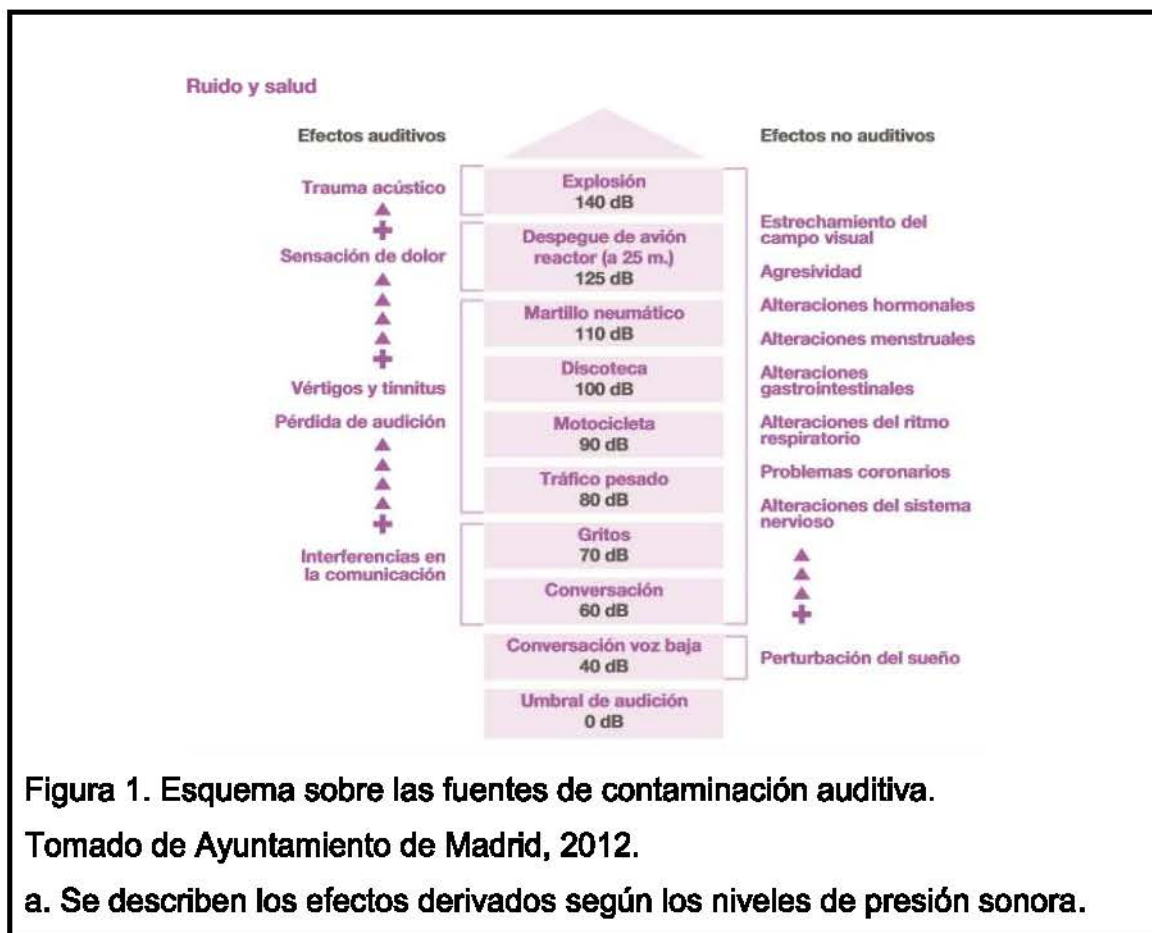 Ruido y salud
Efectos auditivos
Trauma acústico
Sensación de dolor
Vértigos y tinnitus
Pérdida de audición
Interferencias en
la comunicación
Explosión
140 dB
Despegue de avión
reactor (a 25 m.)
125 dB
Martillo neumático
110 dB
Discoteca
100 dB
Motocicleta
90 dB
Tráfico pesado
80 dB
Gritos
70 dB
Conversación
60 dB
Conversación voz baja
40 dB
Umbral de audición
0 dB
Efectos no auditivos
Estrechamiento del
campo visual
Agresividad
Alteraciones hormonales
Alteraciones menstruales
Alteraciones
gastrointestinales
Alteraciones del ritmo
respiratorio
Problemas coronarios
Alteraciones del sistema
nervioso
Perturbación del sueño
Figura 1. Esquema sobre las fuentes de contaminación auditiva.
Tomado de Ayuntamiento de Madrid, 2012.
a. Se describen los efectos derivados según los niveles de presión sonora.